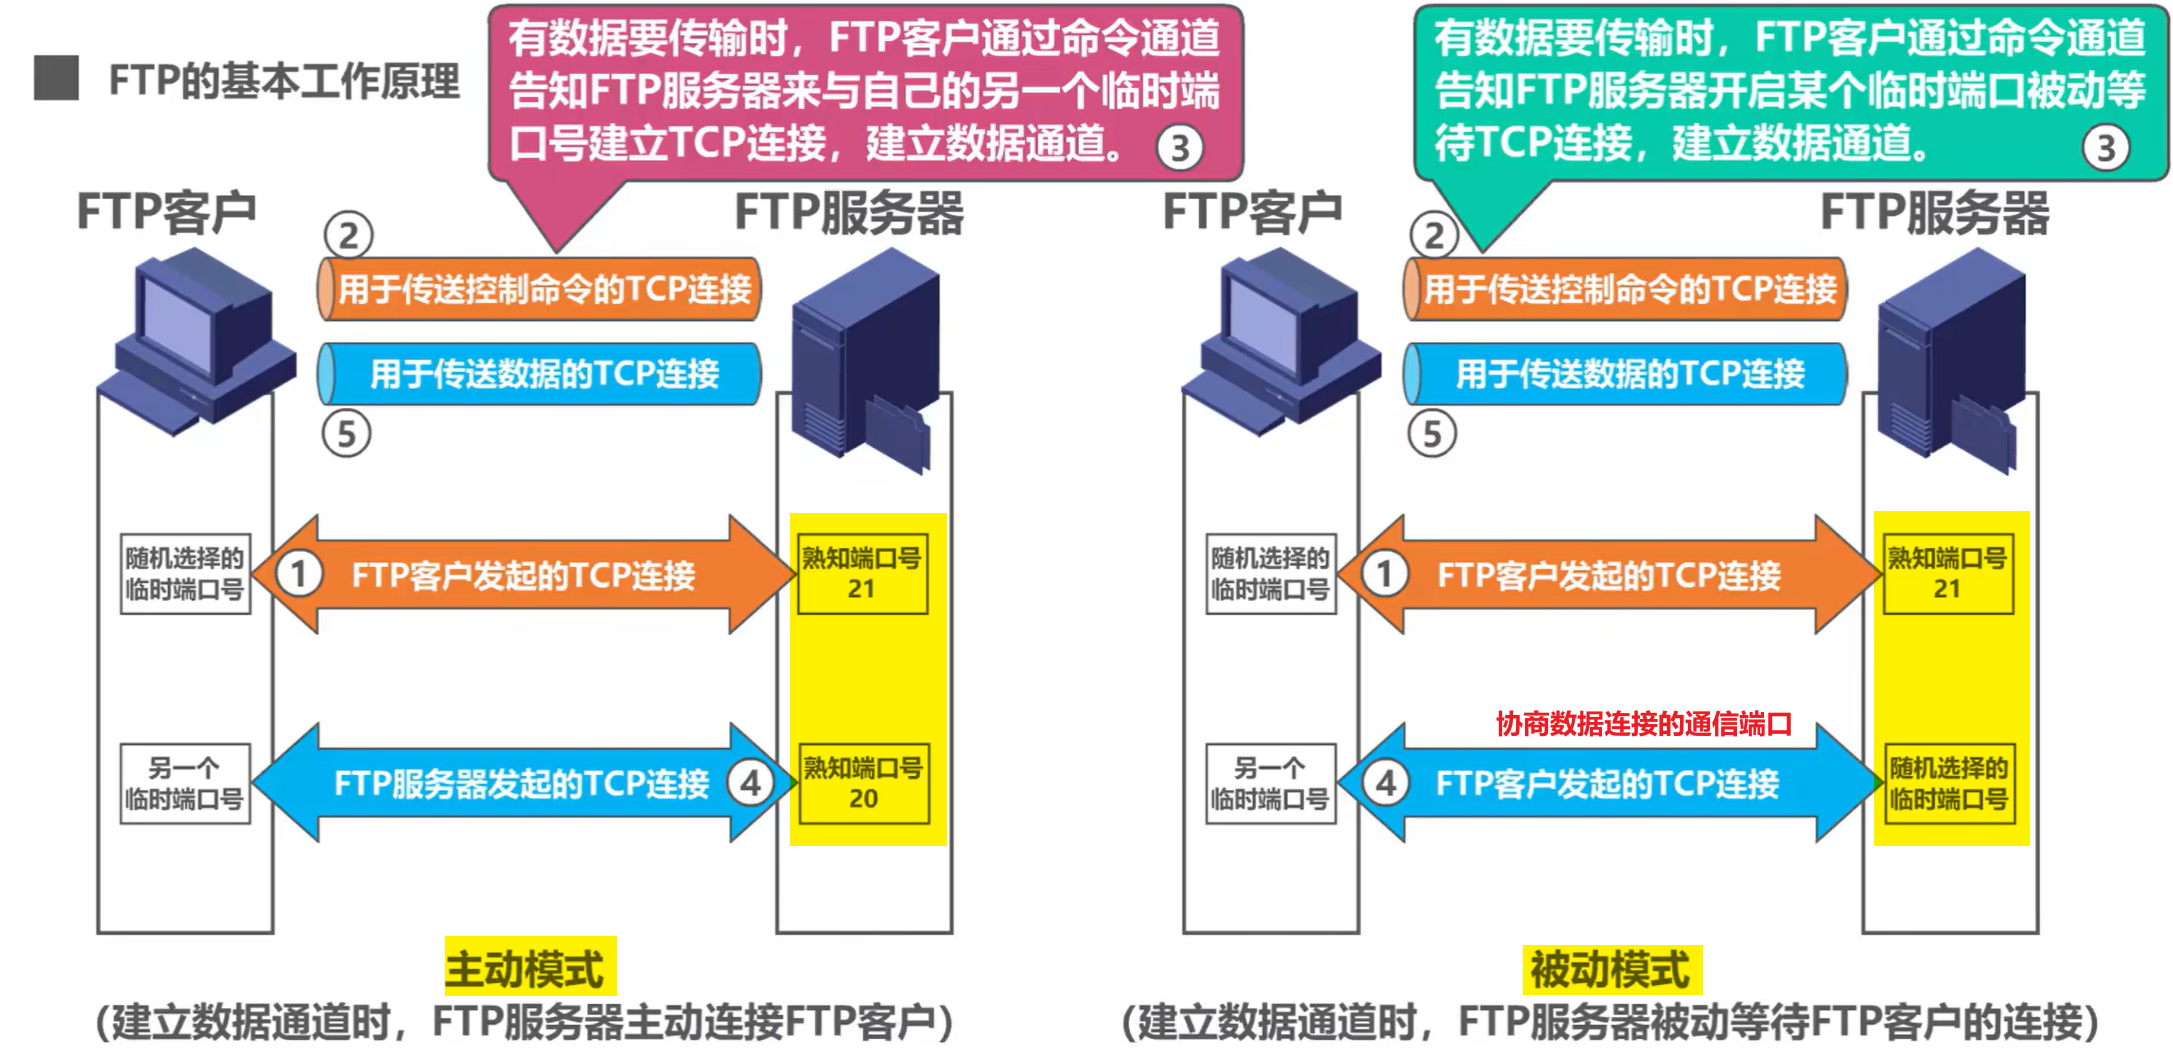 FTP的基本工作原理
有数据要传输时，FTP客户通过命令通道
告知FTP服务器来与自己的另一个临时端
口号建立TCP连接，建立数据通道。 ③
FTP客户
FTP服务器
②
用于传送控制命令的TCP连接
用于传送数据的TCP连接
⑤
随机选择的
临时端口号
① FTP客户发起的TCP连接
熟知端口号
21
另一个
临时端口号
FTP服务器发起的TCP连接 ④
熟知端口号
20
主动模式
（建立数据通道时，FTP服务器主动连接FTP客户）
有数据要传输时，FTP客户通过命令通道
告知FTP服务器开启某个临时端口被动等
待TCP连接，建立数据通道。 ③
FTP客户
FTP服务器
②
用于传送控制命令的TCP连接
用于传送数据的TCP连接
⑤
随机选择的
临时端口号
① FTP客户发起的TCP连接
熟知端口号
21
协商数据连接的通信端口
另一个
临时端口号
④ FTP客户发起的TCP连接
随机选择的
临时端口号
被动模式
（建立数据通道时，FTP服务器被动等待FTP客户的连接）